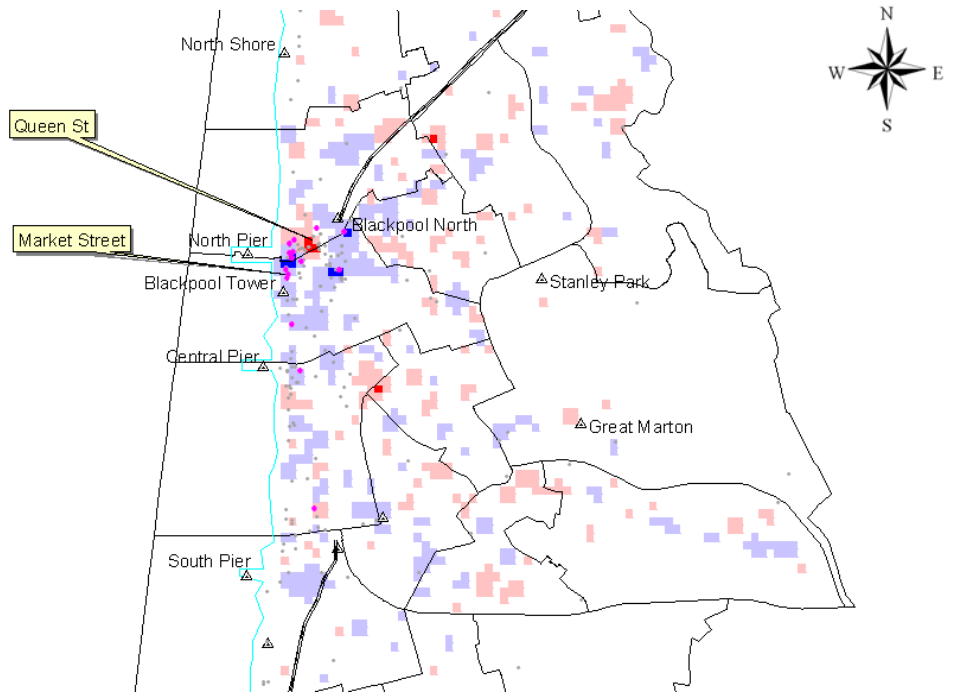 N
North Shore
W
E
Queen St
S
Blackpool North
Market Street
North Pier
Blackpool Tower
Stanley Park
Central Pier
Great Marton
South Pier